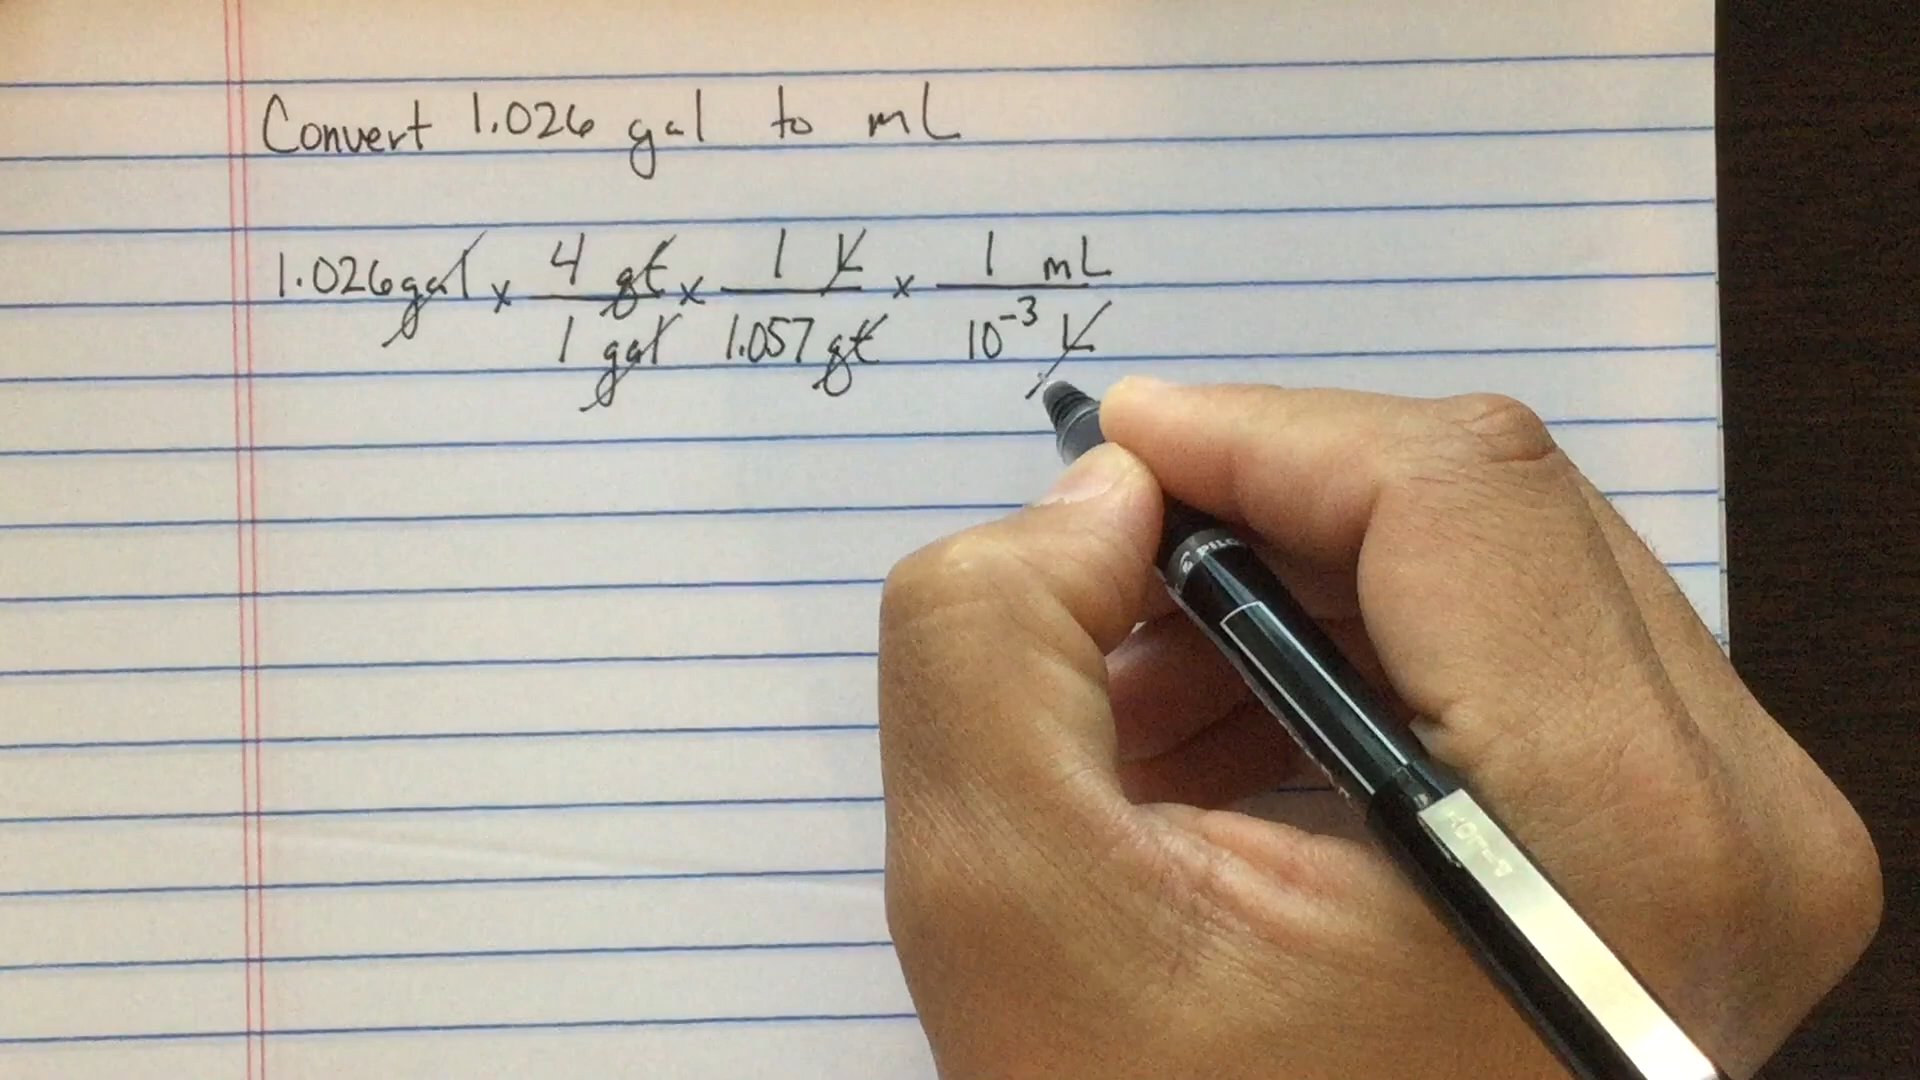 Convert 1.026 gal to mL
1.026 gal x 4 qt / 1 gal x 1 L / 1.057 qt x 1 mL / 10⁻³ L